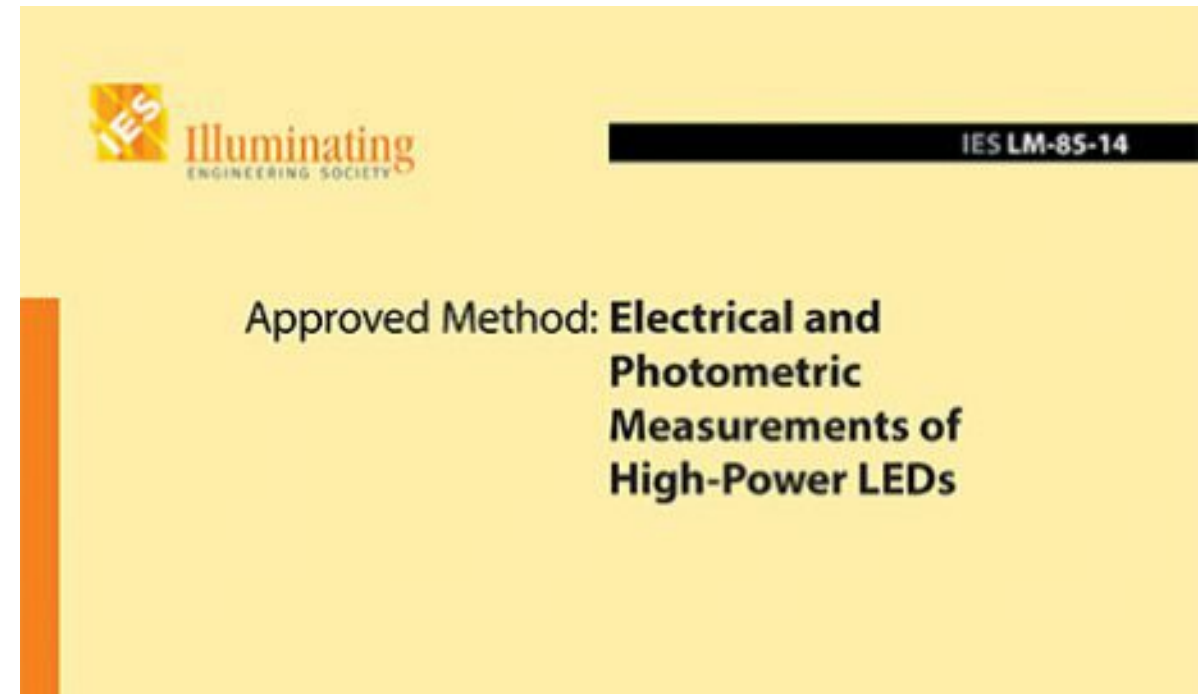 IES
Illuminating
ENGINEERING SOCIETY
IES LM-85-14
Approved Method: Electrical and
Photometric
Measurements of
High-Power LEDs